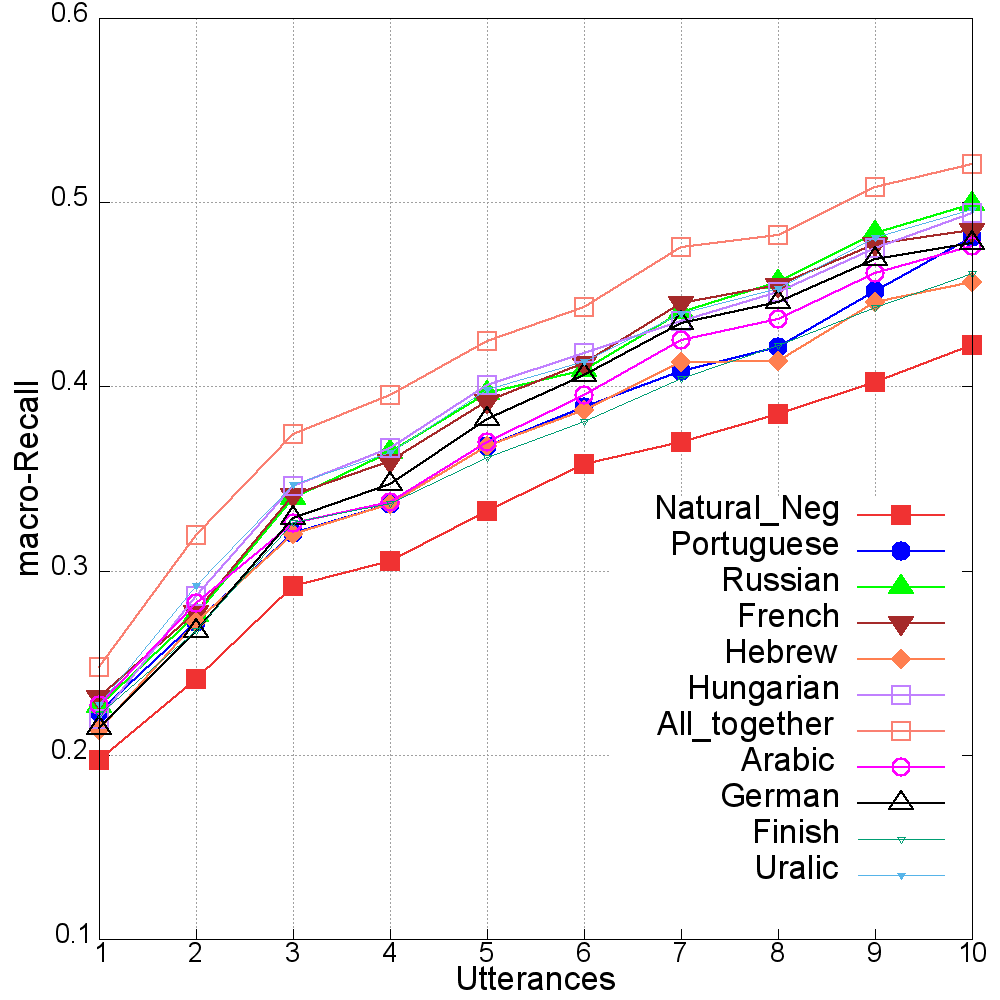 0.6
0.5
0.4
0.3
0.2
0.1
macro-Recall
Natural_Neg
Portuguese
Russian
French
Hebrew
Hungarian
All_together
Arabic
German
Finish
Uralic
1 2 3 4 5 6 7 8 9 10
Utterances